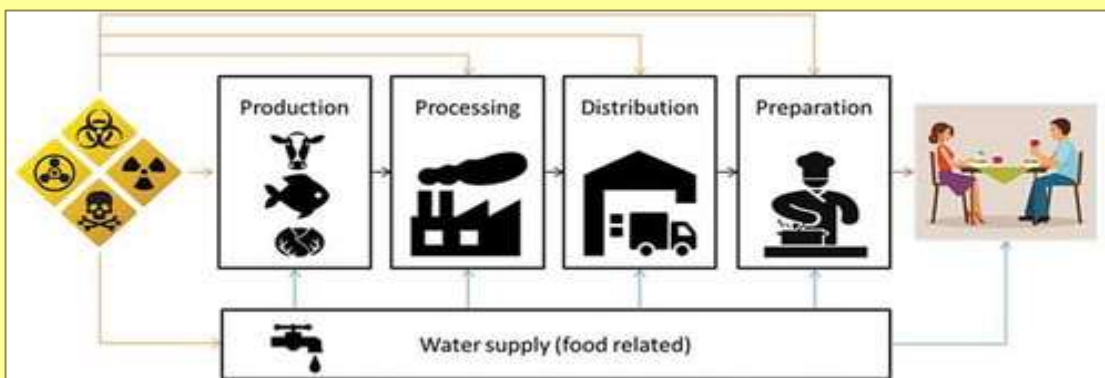 Production
Processing
Distribution
Preparation
Water supply (food related)